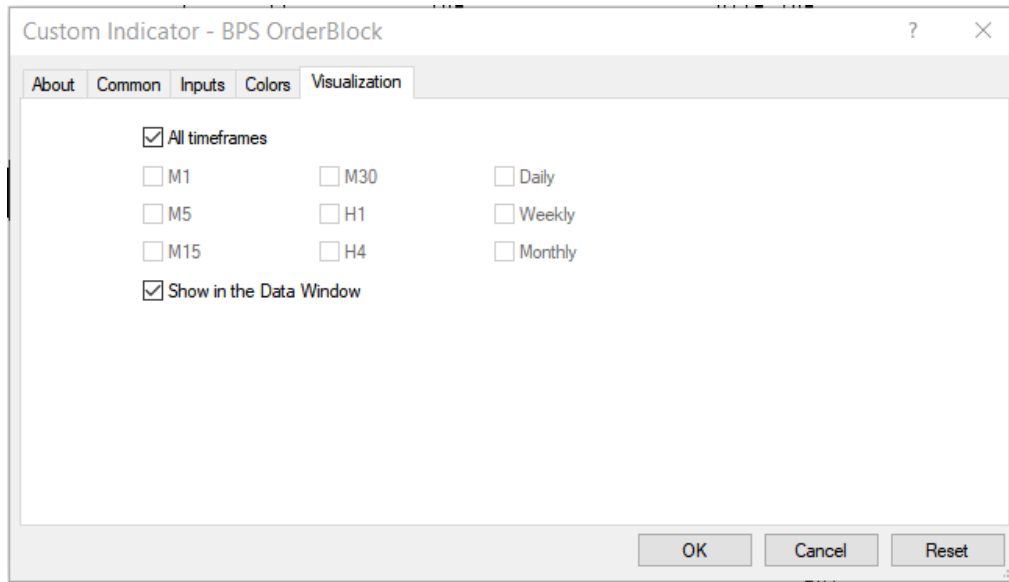 Custom Indicator - BPS OrderBlock ?
About Common Inputs Colors Visualization
All timeframes
M1 M30 Daily
M5 H1 Weekly
M15 H4 Monthly
Show in the Data Window
OK Cancel Reset